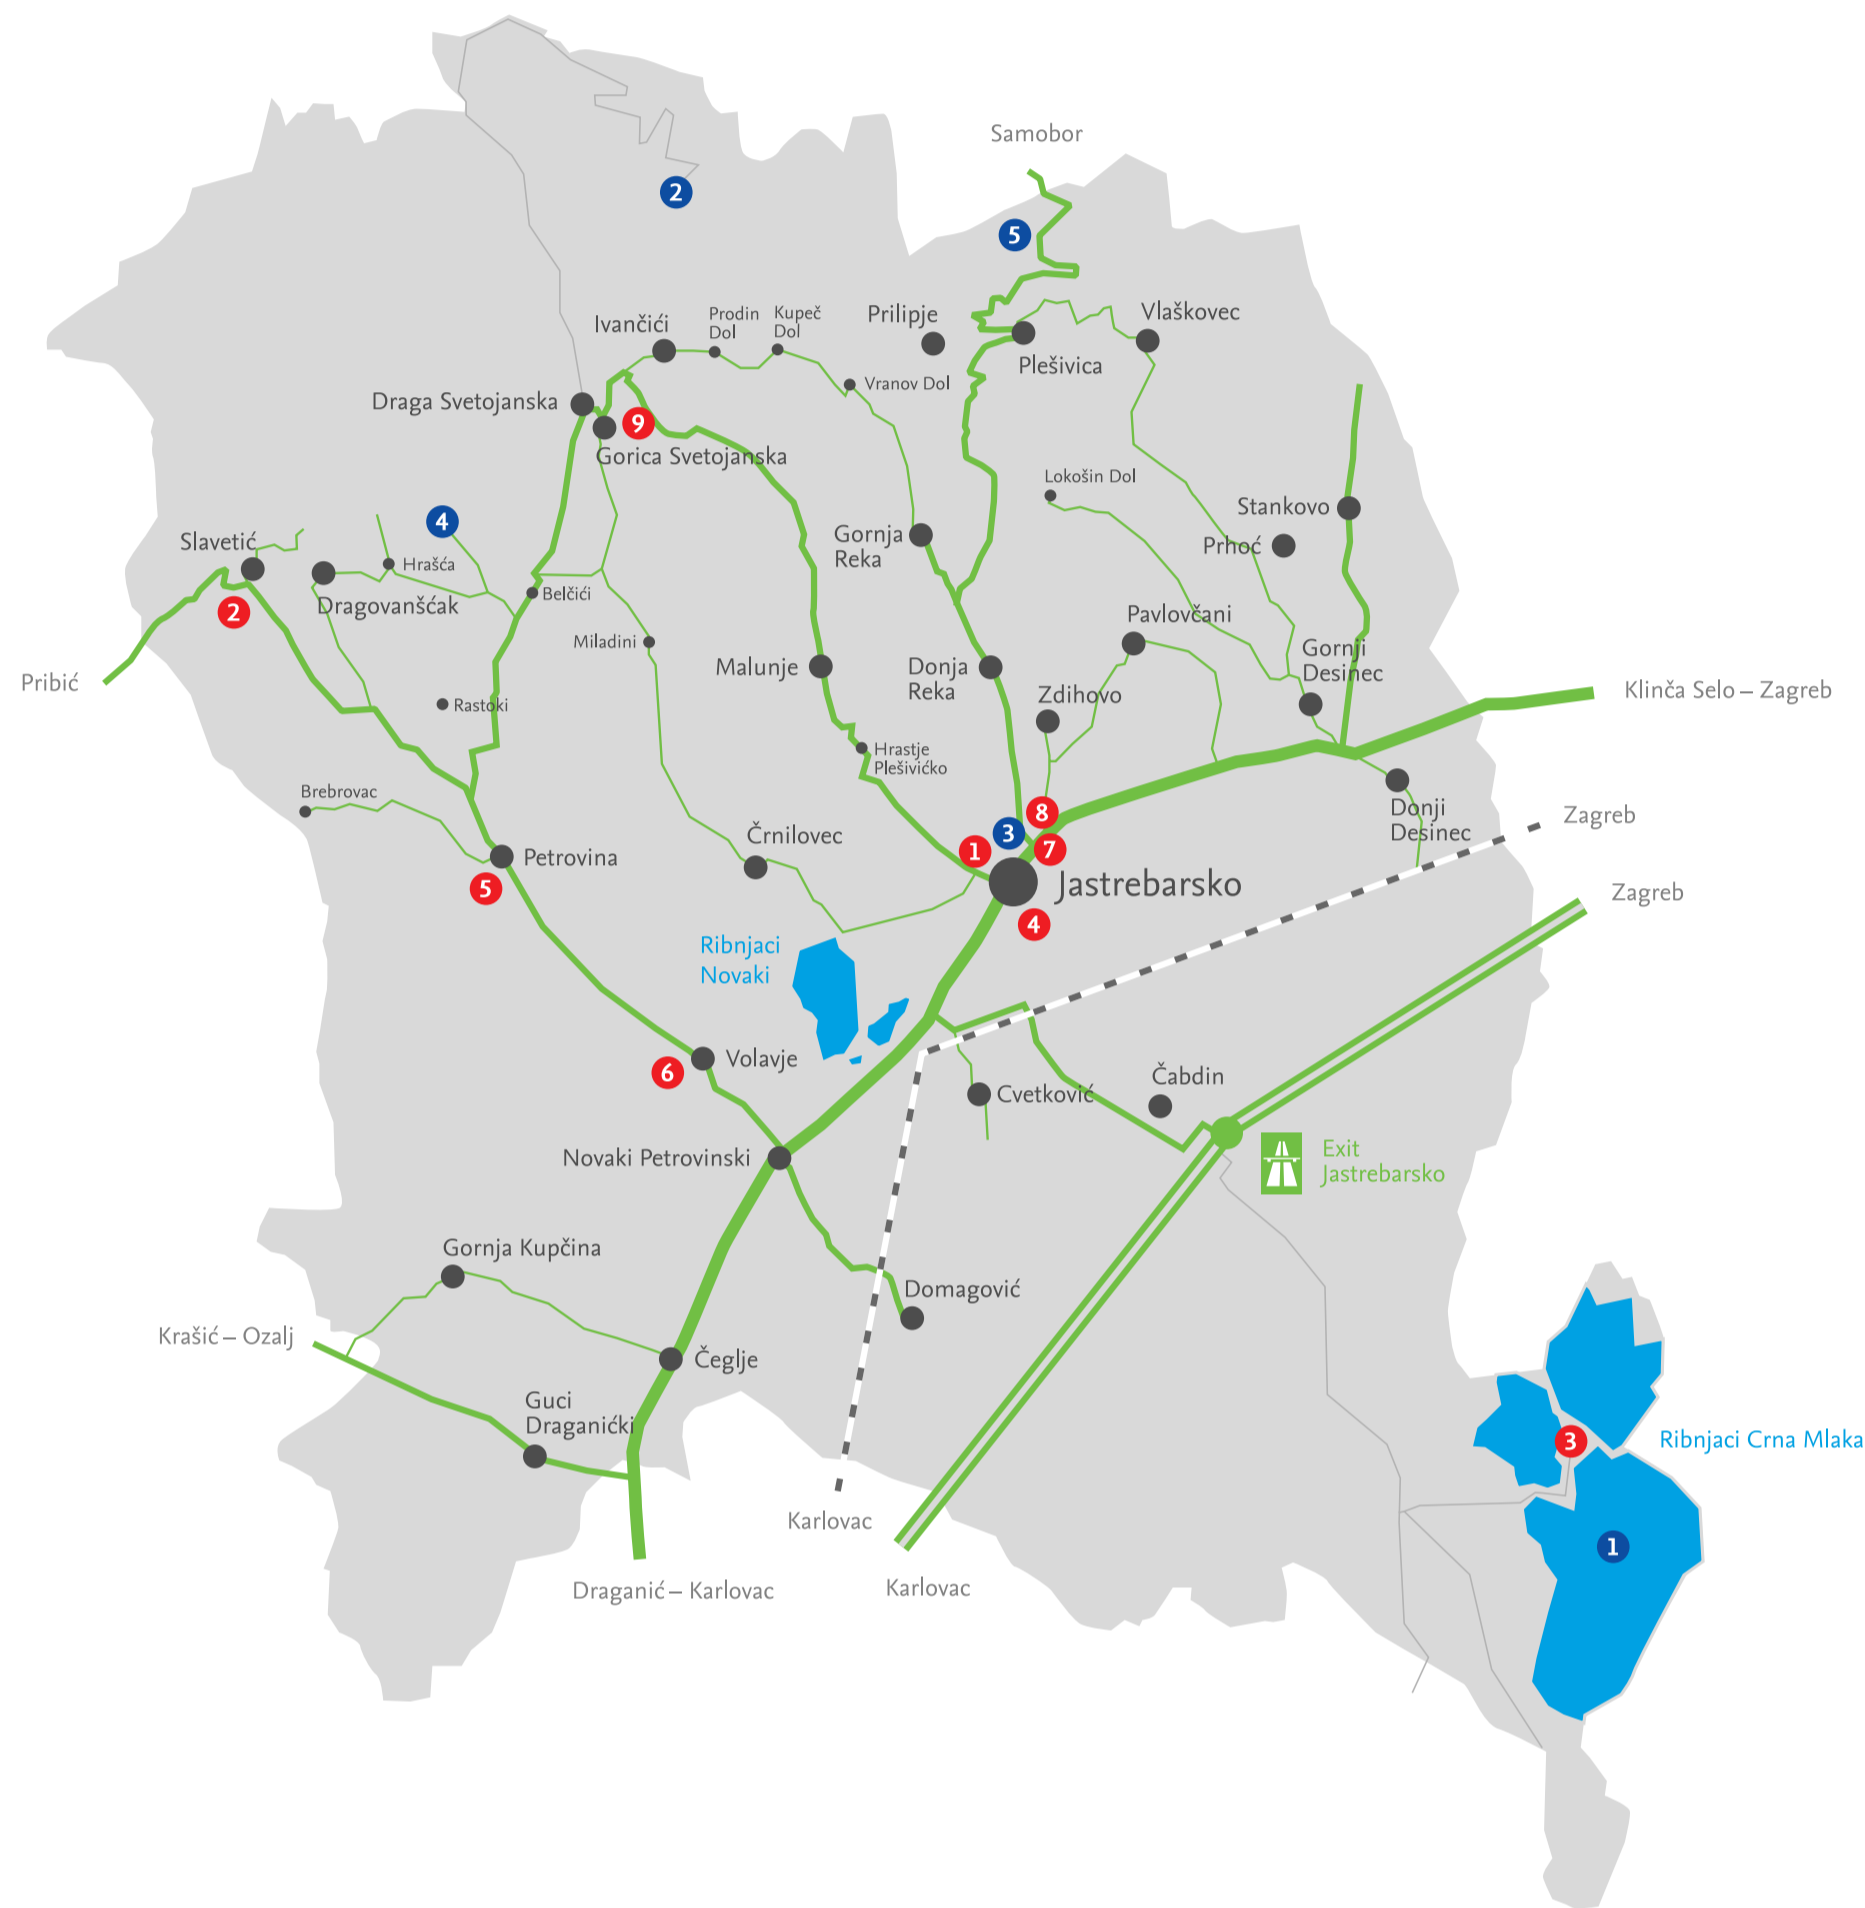 Samobor
2
5
Ivančići
Prodin
Dol
Kupeč
Dol
Prilipje
Vlaškovec
Plešivica
Vranov Dol
Draga Svetojanska
9
Gorica Svetojanska
Lokošin Dol
Stankovo
4
Slavetić
Hrašća
Gornja
Reka
Prhoć
2
Dragovanšćak
Belčići
Miladini
Pavlovčani
Gornji
Desinec
Pribić
Malunje
Donja
Reka
Zdihovo
Klinča Selo – Zagreb
Rastoki
Hrastje
Plešivićko
Brebrovac
8
Donji
Desinec
Zagreb
Črnilovec
1
3
7
Petrovina
5
Jastrebarsko
Zagreb
4
Ribnjaci
Novaki
Volavje
6
Cvetković
Čabdin
Novaki Petrovinski
Exit
Jastrebarsko
Gornja Kupčina
Domagović
Krašić – Ozalj
Čeglje
Guci
Draganićki
3
Ribnjaci Crna Mlaka
Karlovac
1
Draganić – Karlovac
Karlovac